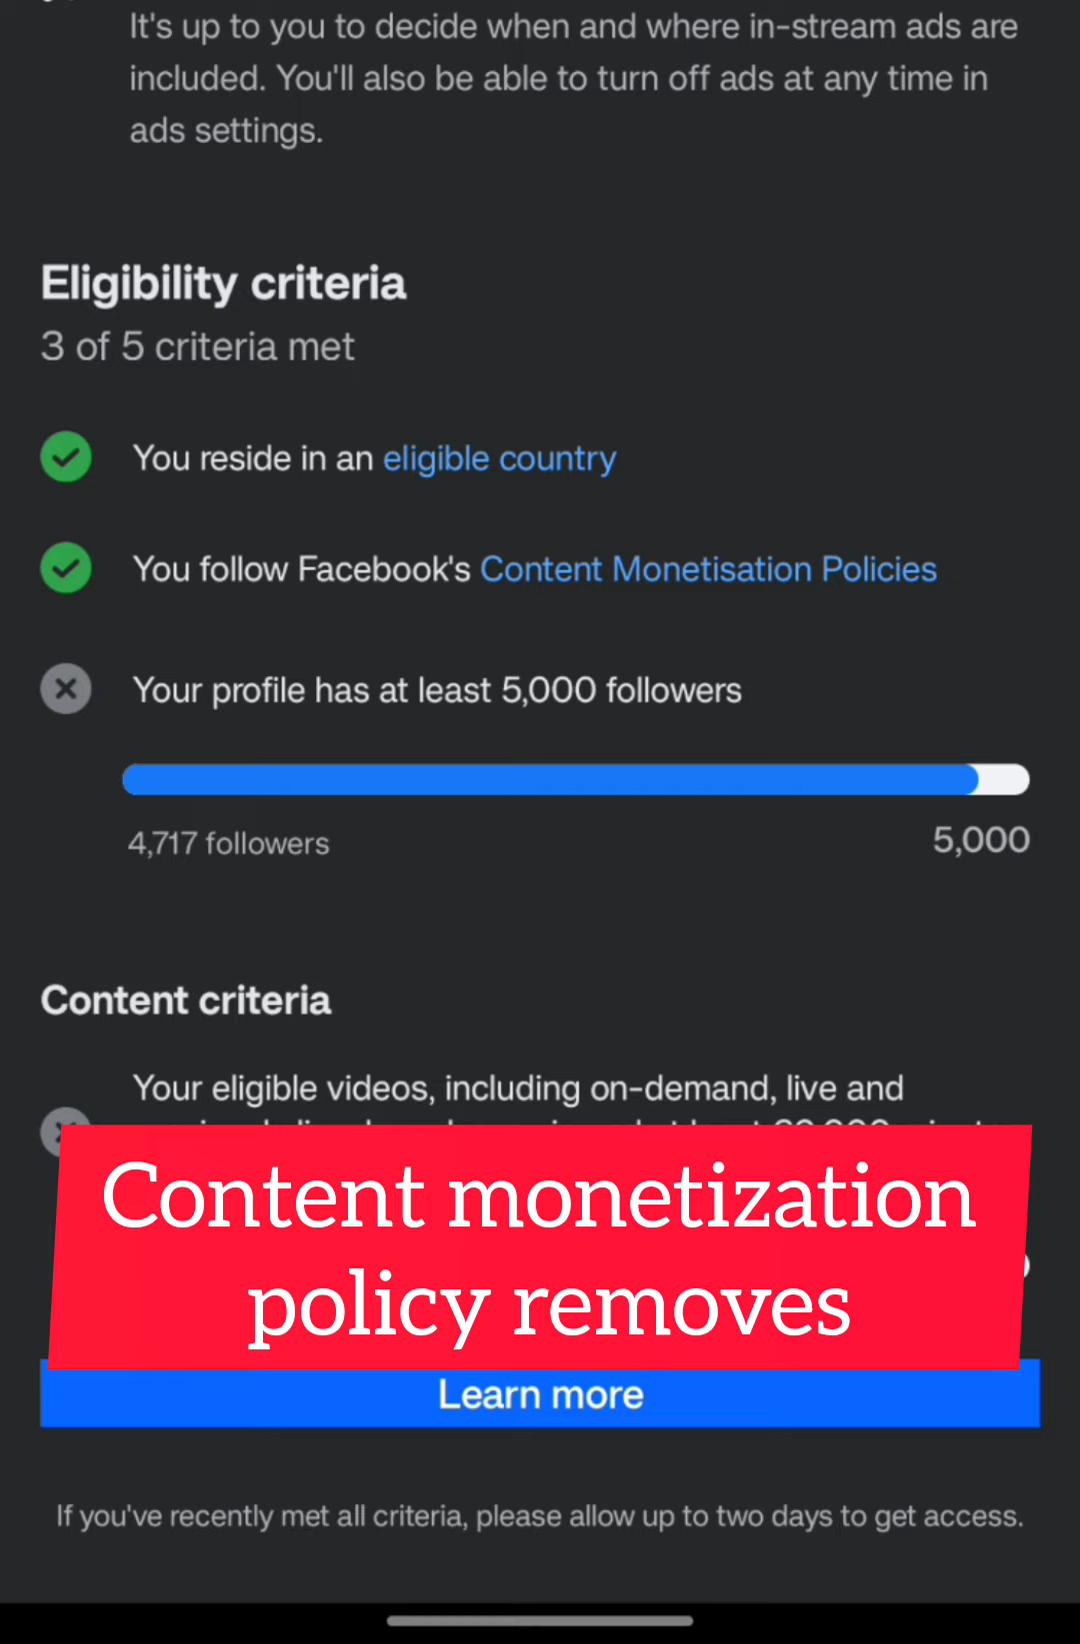 It's up to you to decide when and where in-stream ads are
included. You'll also be able to turn off ads at any time in
ads settings.
Eligibility criteria
3 of 5 criteria met
You reside in an eligible country
You follow Facebook's Content Monetisation Policies
Your profile has at least 5,000 followers
4,717 followers
5,000
Content criteria
Your eligible videos, including on-demand, live and
Content monetization
policy removes
Learn more
If you've recently met all criteria, please allow up to two days to get access.